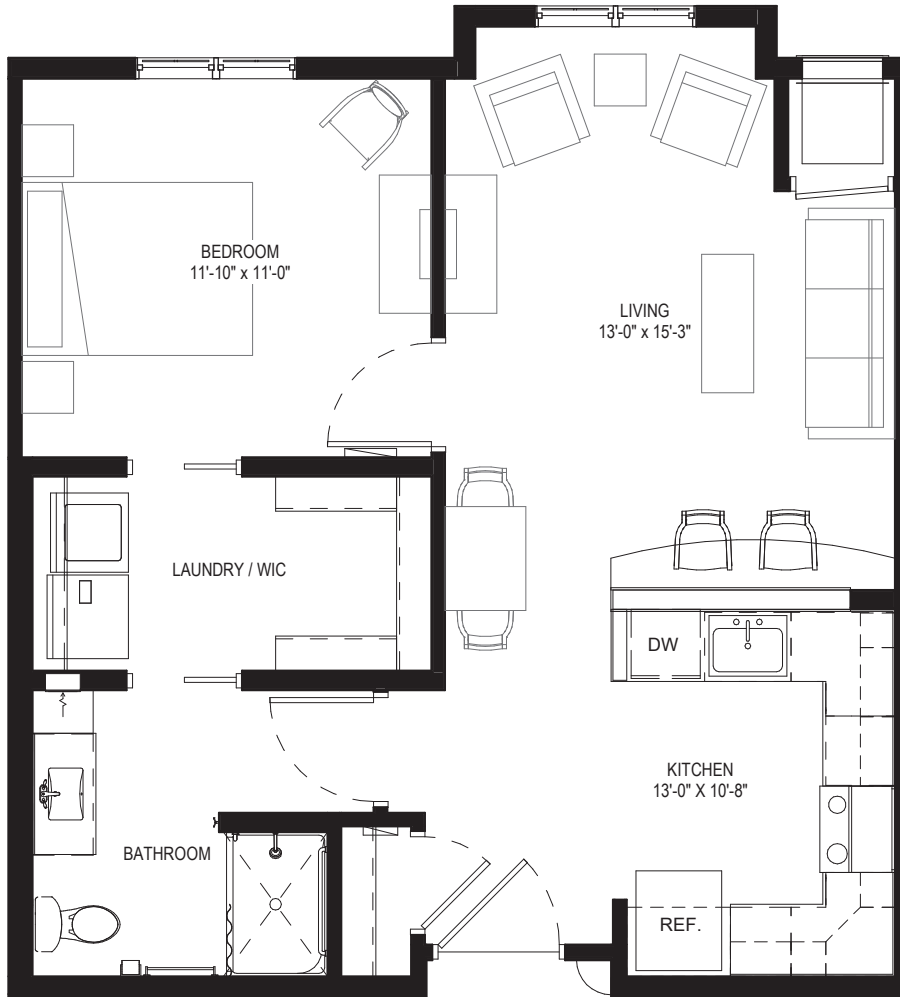 BEDROOM
11'-10" x 11'-0"
LIVING
13'-0" x 15'-3"
LAUNDRY / WIC
DW
KITCHEN
13'-0" X 10'-8"
BATHROOM
REF.